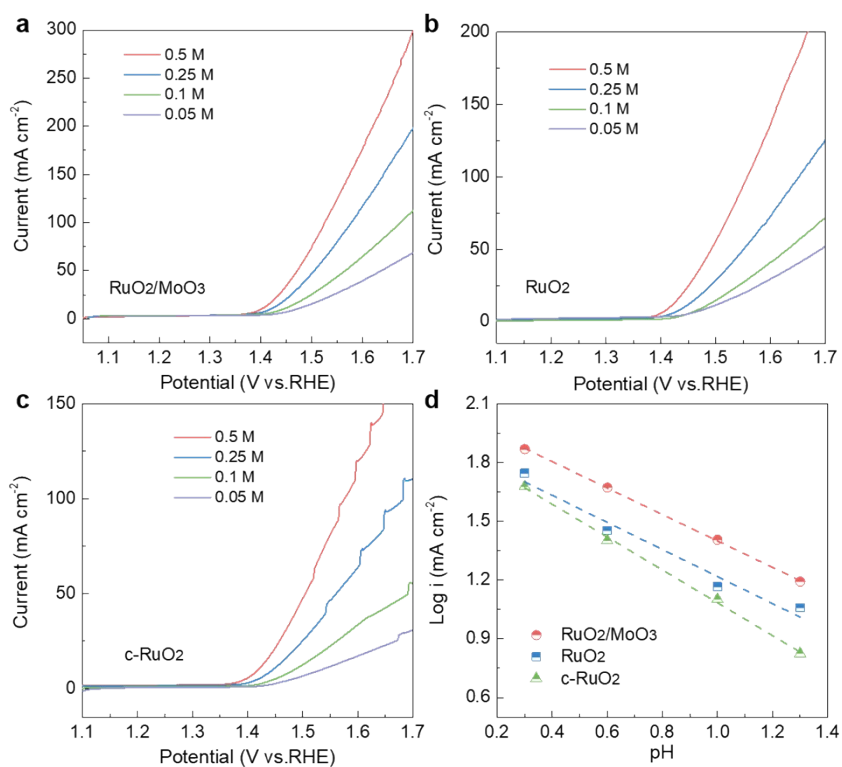 a
300
250
200
150
100
50
0
Current (mA cm⁻²)
0.5 M
0.25 M
0.1 M
0.05 M
RuO₂/MoO₃
1.1 1.2 1.3 1.4 1.5 1.6 1.7
Potential (V vs.RHE)
b
200
150
100
50
0
Current (mA cm⁻²)
0.5 M
0.25 M
0.1 M
0.05 M
RuO₂
1.1 1.2 1.3 1.4 1.5 1.6 1.7
Potential (V vs.RHE)
c
150
100
50
0
Current (mA cm⁻²)
0.5 M
0.25 M
0.1 M
0.05 M
c-RuO₂
1.1 1.2 1.3 1.4 1.5 1.6 1.7
Potential (V vs.RHE)
d
2.1
1.8
1.5
1.2
0.9
0.6
Log i (mA cm⁻²)
RuO₂/MoO₃
RuO₂
c-RuO₂
0.2 0.4 0.6 0.8 1.0 1.2 1.4
pH